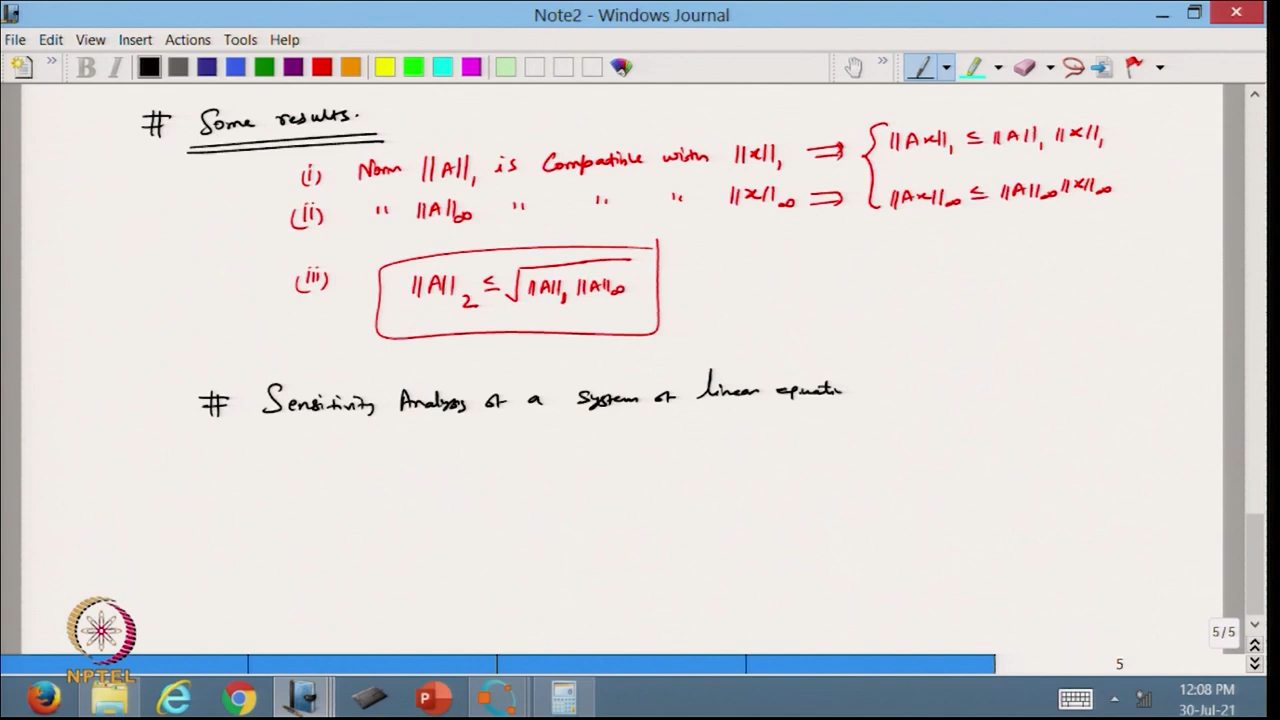 Note2 - Windows Journal
File Edit View Insert Actions Tools Help
# Some results.
(i) Norm ||A||₁ is Compatible with ||x||₁ ⇒ { ||Ax||₁ ≤ ||A||₁ ||x||₁
(ii) " ||A||∞ " " " ||x||∞ ⇒ ||Ax||∞ ≤ ||A||∞ ||x||∞
(iii) ||A||₂ ≤ √||A||₁ ||A||∞
# Sensitivity Analysis of a system of linear equati
5/5
NPTEL
5
12:08 PM
30-Jul-21